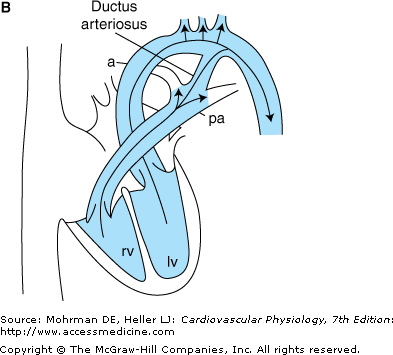 B
Ductus
arteriosus
a
pa
rv
lv
Source: Mohrman DE, Heller LJ: Cardiovascular Physiology, 7th Edition:
http://www.accessmedicine.com
Copyright © The McGraw-Hill Companies, Inc. All rights reserved.